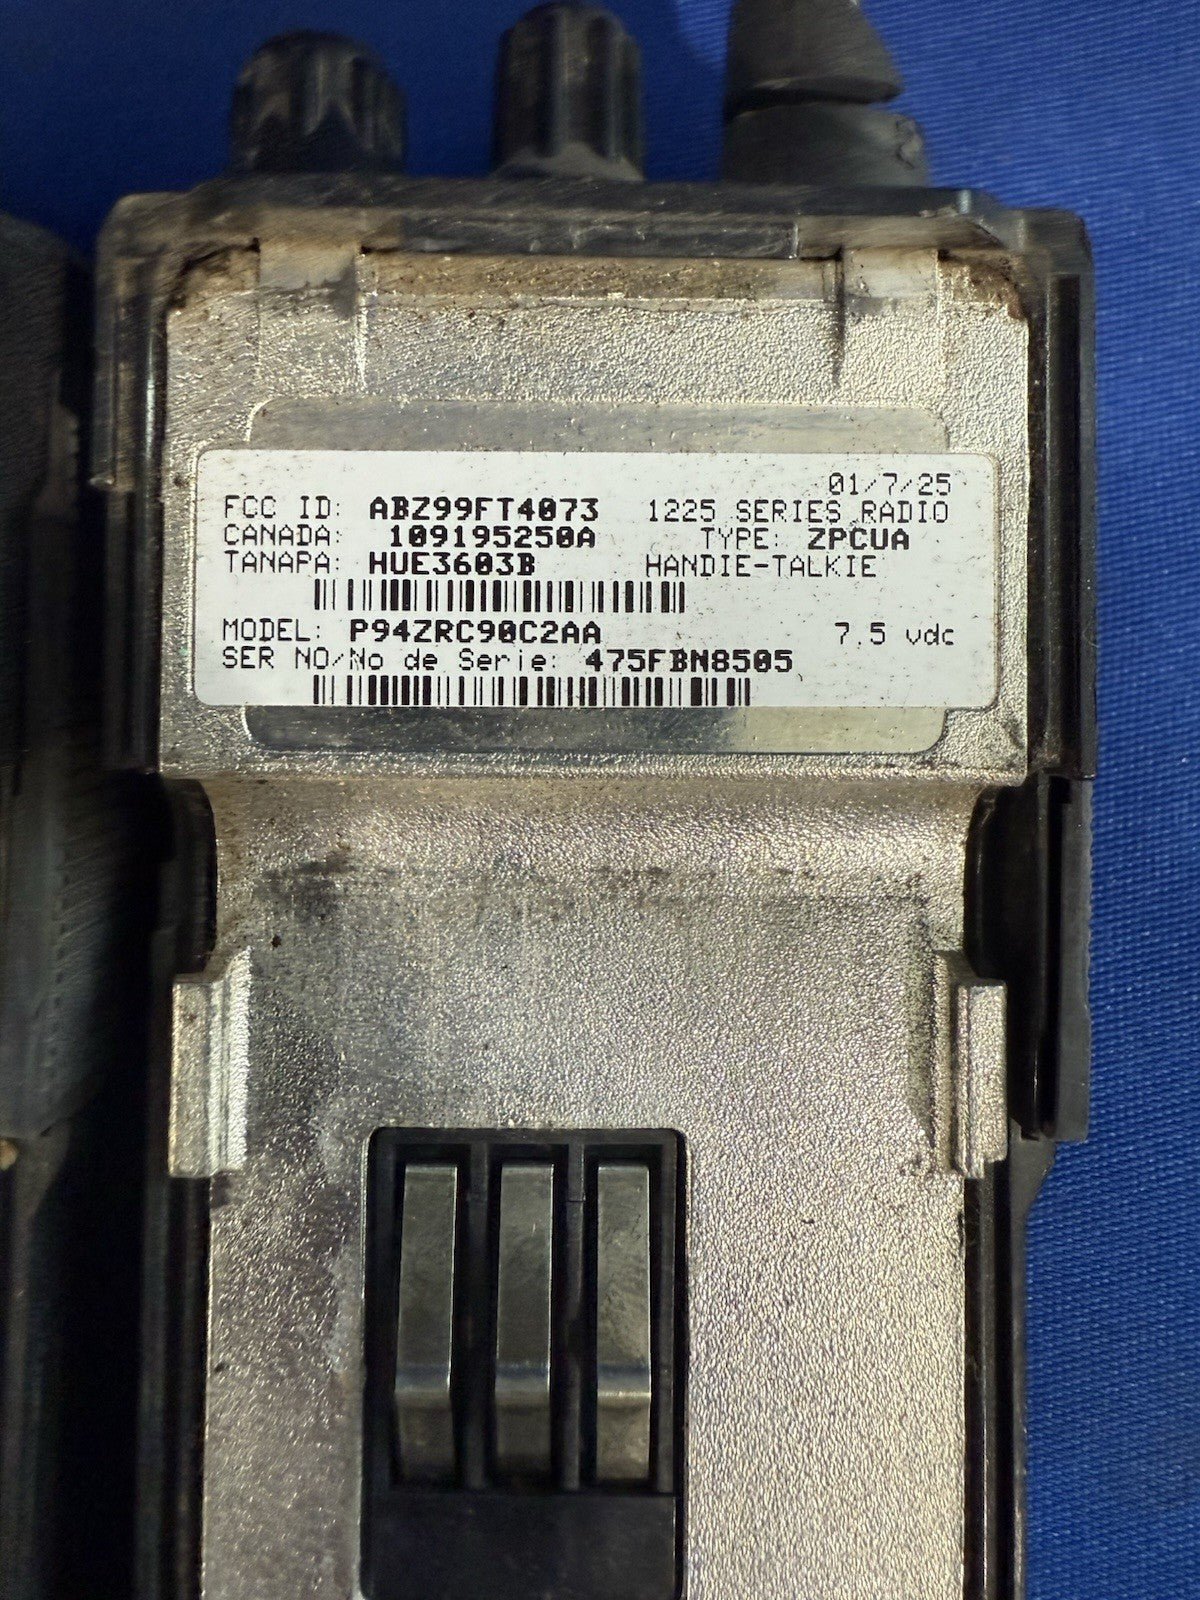 01/7/25
FCC ID: ABZ99FT4073 1225 SERIES RADIO
CANADA: 109195250A TYPE: ZPCUA
TANAPA: HUE3603B HANDIE-TALKIE
MODEL: P94ZRC90C2AA 7.5 vdc
SER NO/No de Serie: 475FBN8505